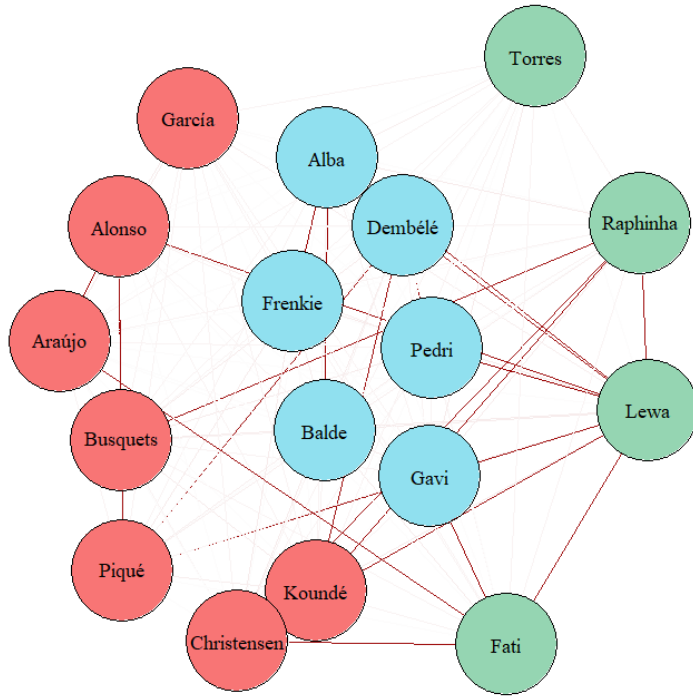 Torres
García
Alba
Alonso
Dembélé
Raphinha
Frenkie
Araújo
Pedri
Lewa
Busquets
Balde
Gavi
Piqué
Koundé
Christensen
Fati